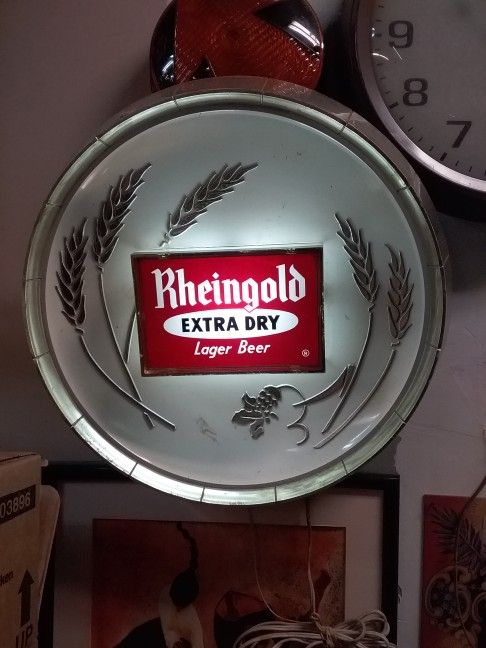 9
8
7
Rheingold
EXTRA DRY
Lager Beer
®
03896
UP